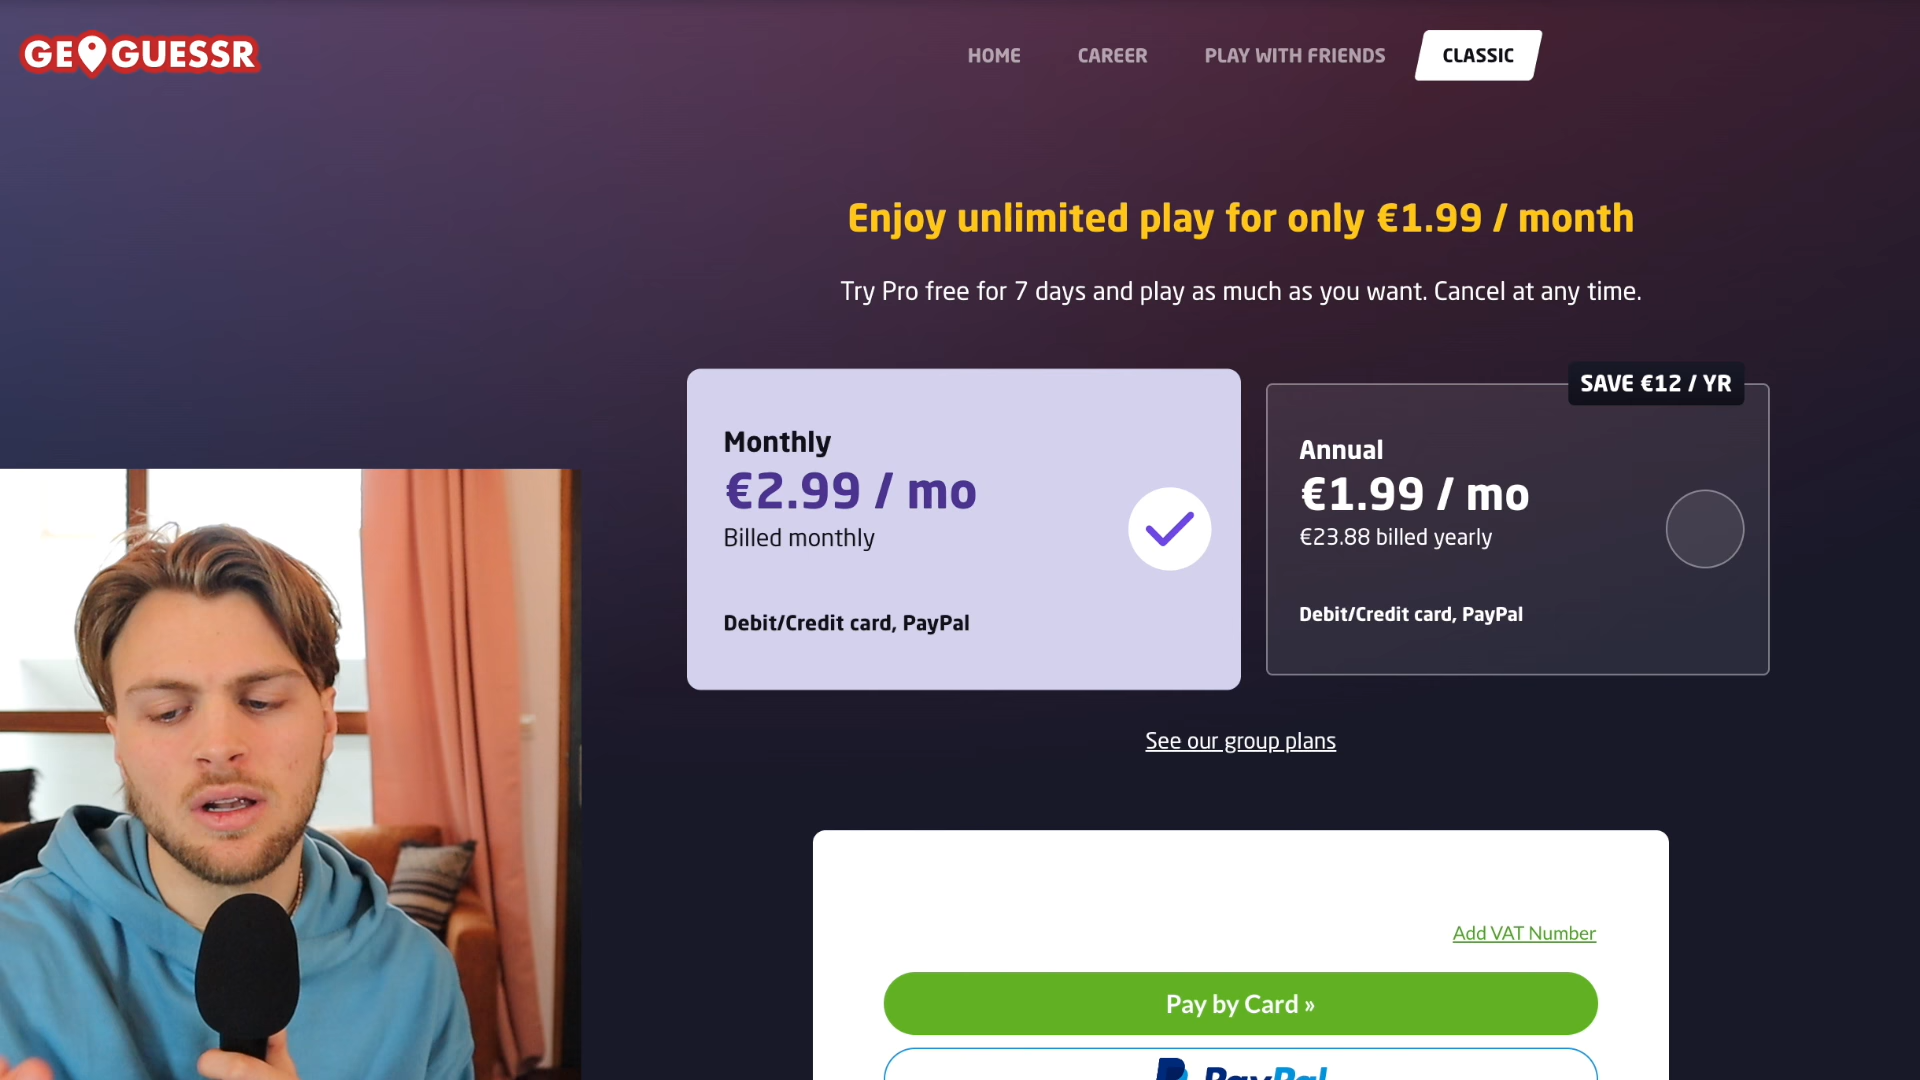 GEOGUESSR
HOME
CAREER
PLAY WITH FRIENDS
CLASSIC
Enjoy unlimited play for only €1.99 / month
Try Pro free for 7 days and play as much as you want. Cancel at any time.
Monthly
€2.99 / mo
Billed monthly
Debit/Credit card, PayPal
SAVE €12 / YR
Annual
€1.99 / mo
€23.88 billed yearly
Debit/Credit card, PayPal
See our group plans
Add VAT Number
Pay by Card »
PayPal